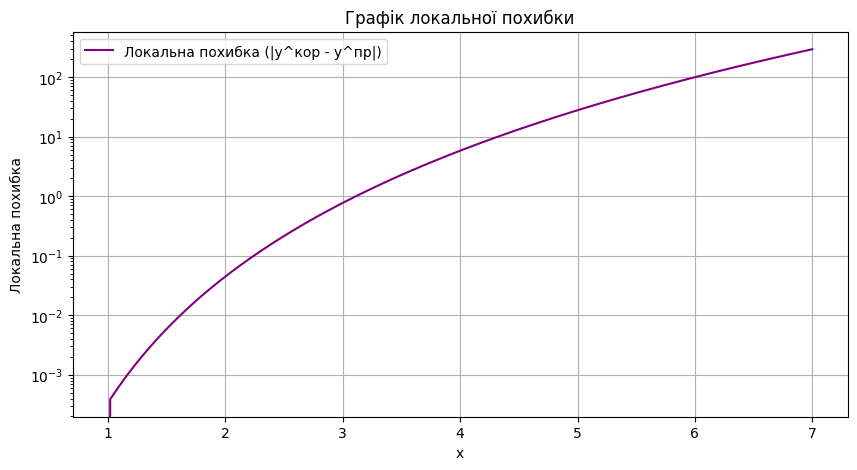 Графік локальної похибки
Локальна похибка (|y^кор - y^пр|)
Локальна похибка
10^2
10^1
10^0
10^-1
10^-2
10^-3
1 2 3 4 5 6 7
x